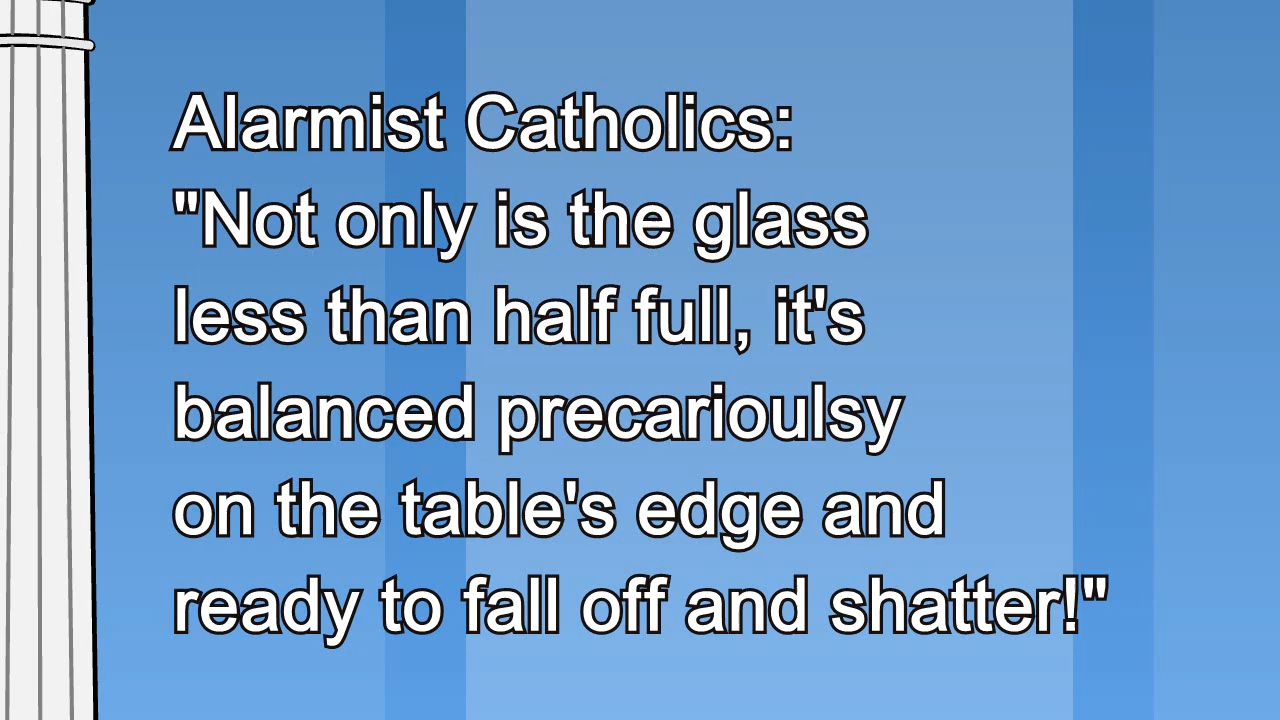 Alarmist Catholics:
"Not only is the glass
less than half full, it's
balanced precarioulsy
on the table's edge and
ready to fall off and shatter!"